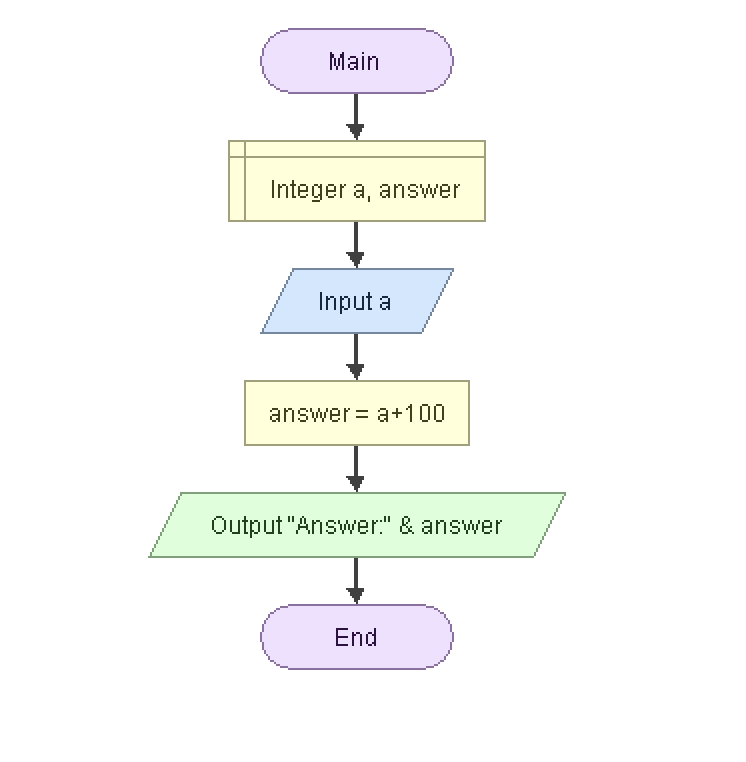 Main
Integer a, answer
Input a
answer = a+100
Output "Answer:" & answer
End